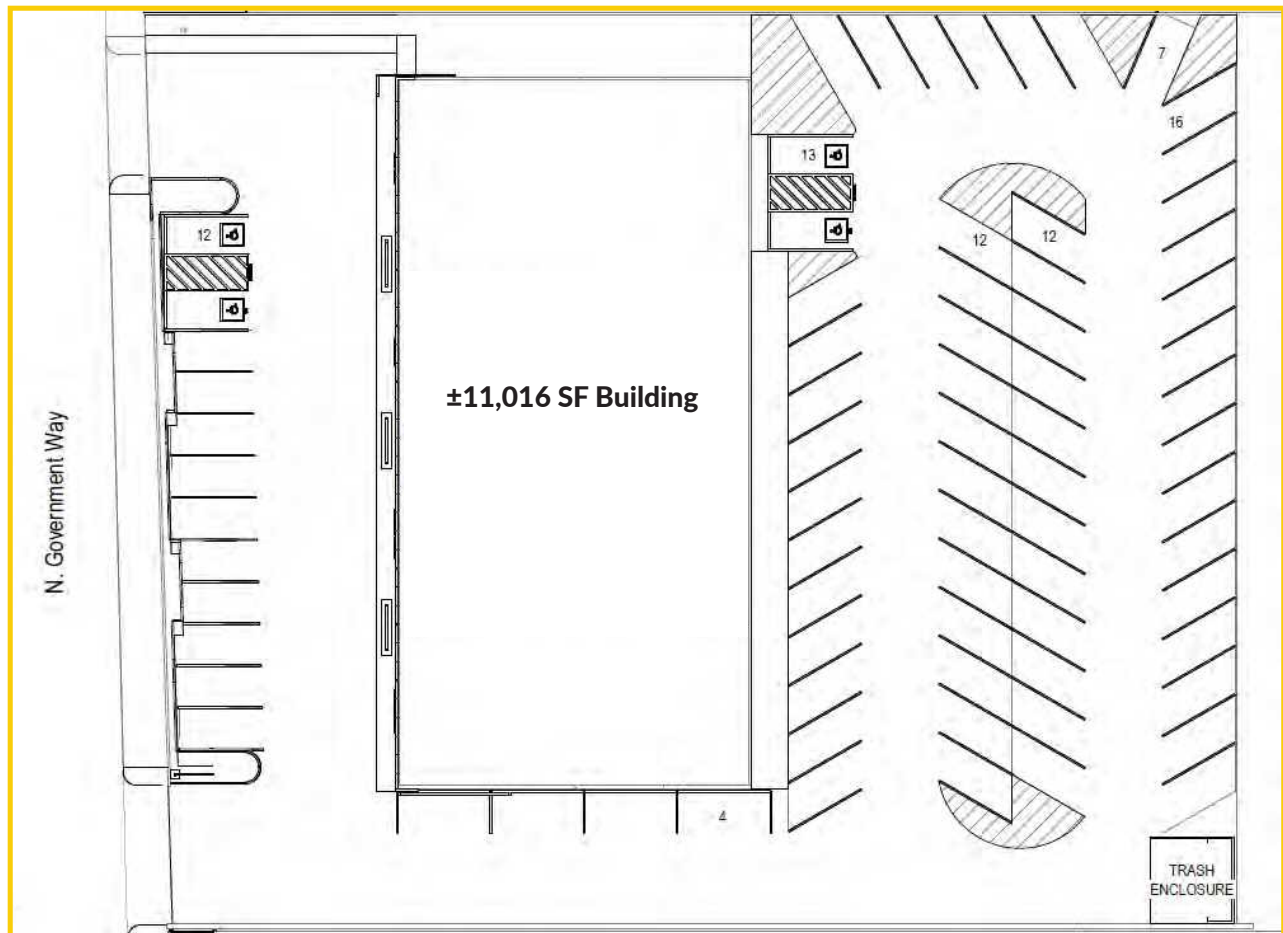 7
16
13
12
12
12
±11,016 SF Building
N. Government Way
4
TRASH
ENCLOSURE